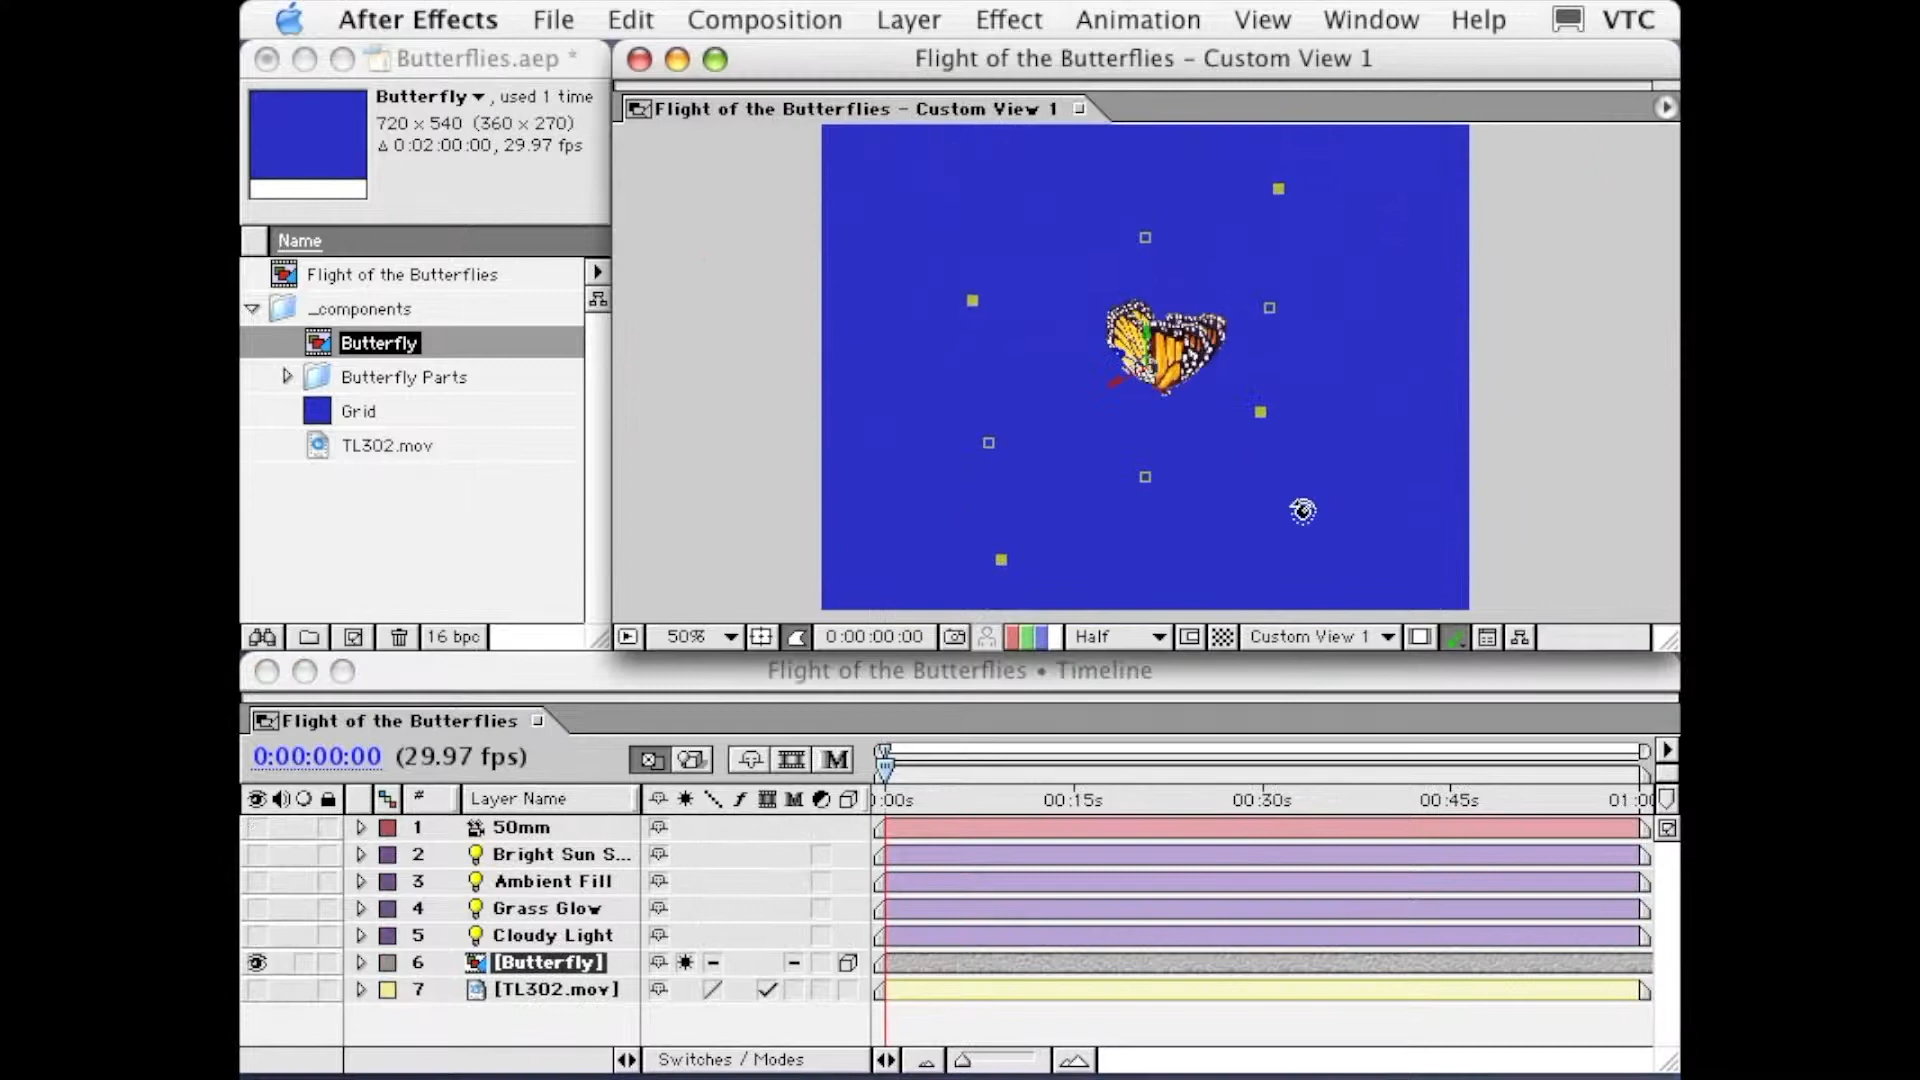 After Effects File Edit Composition Layer Effect Animation View Window Help VTC
Butterflies.aep *
Flight of the Butterflies – Custom View 1
Butterfly , used 1 time
720 x 540 (360 x 270)
Δ 0:02:00:00, 29.97 fps
Flight of the Butterflies – Custom View 1
Name
Flight of the Butterflies
_components
Butterfly
Butterfly Parts
Grid
TL302.mov
16 bpc
50% 0:00:00:00 Half Custom View 1
Flight of the Butterflies • Timeline
Flight of the Butterflies
0:00:00:00 (29.97 fps)
# Layer Name
):00s 00:15s 00:30s 00:45s 01:00
1 50mm
2 Bright Sun S...
3 Ambient Fill
4 Grass Glow
5 Cloudy Light
6 [Butterfly]
7 [TL302.mov]
Switches / Modes